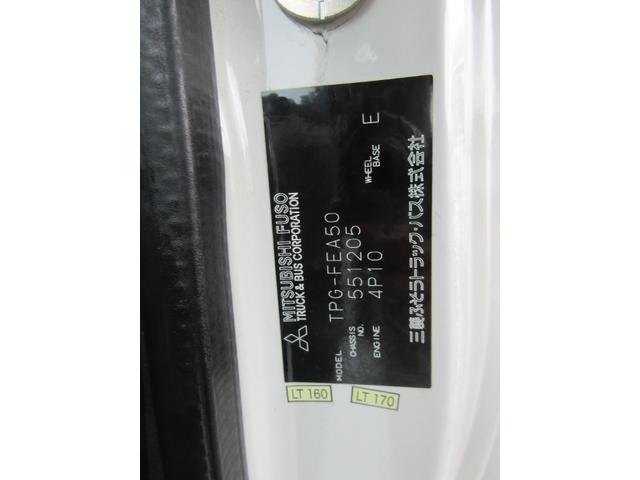 MITSUBISHI FUSO
TRUCK & BUS CORPORATION
MODEL TPG-FEA50
CHASSIS NO. 551205
ENGINE 4P10 WHEEL BASE E
三菱ふそうトラック・バス株式会社
LT 160
LT 170